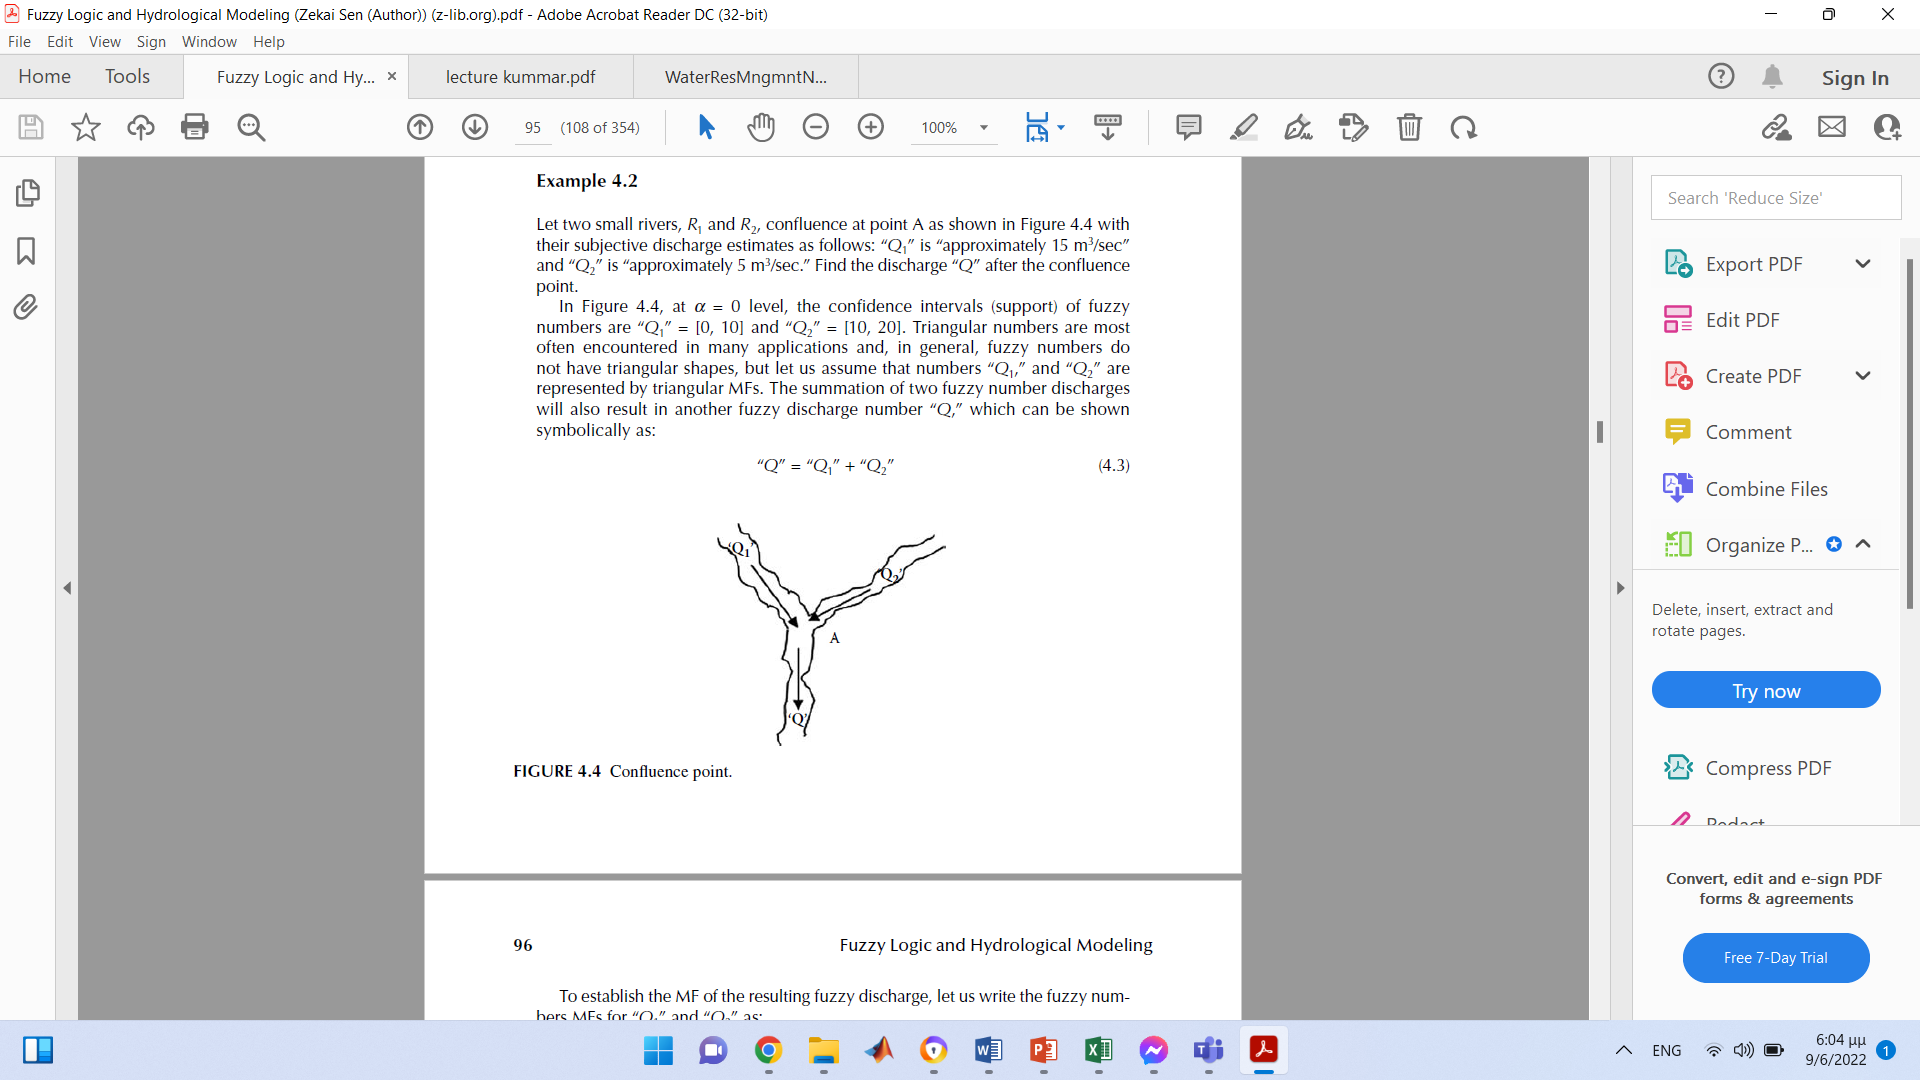 Fuzzy Logic and Hydrological Modeling (Zekai Sen (Author)) (z-lib.org).pdf - Adobe Acrobat Reader DC (32-bit)
File Edit View Sign Window Help
Home Tools Fuzzy Logic and Hy... × lecture kummar.pdf WaterResMngmntN... Sign In
95 (108 of 354) 100%
Example 4.2
Let two small rivers, R₁ and R₂, confluence at point A as shown in Figure 4.4 with
their subjective discharge estimates as follows: “Q₁” is “approximately 15 m³/sec”
and “Q₂” is “approximately 5 m³/sec.” Find the discharge “Q” after the confluence
point.
In Figure 4.4, at α = 0 level, the confidence intervals (support) of fuzzy
numbers are “Q₁” = [0, 10] and “Q₂” = [10, 20]. Triangular numbers are most
often encountered in many applications and, in general, fuzzy numbers do
not have triangular shapes, but let us assume that numbers “Q₁,” and “Q₂” are
represented by triangular MFs. The summation of two fuzzy number discharges
will also result in another fuzzy discharge number “Q,” which can be shown
symbolically as:
“Q” = “Q₁” + “Q₂” (4.3)
‘Q₁’
‘Q₂’
A
‘Q’
FIGURE 4.4 Confluence point.
96 Fuzzy Logic and Hydrological Modeling
To establish the MF of the resulting fuzzy discharge, let us write the fuzzy num-
bers MFs for “Q₁” and “Q₂” as:
Search 'Reduce Size'
Export PDF
Edit PDF
Create PDF
Comment
Combine Files
Organize P...
Delete, insert, extract and
rotate pages.
Try now
Compress PDF
Redact
Convert, edit and e-sign PDF
forms & agreements
Free 7-Day Trial
ENG
6:04 μμ
9/6/2022
1